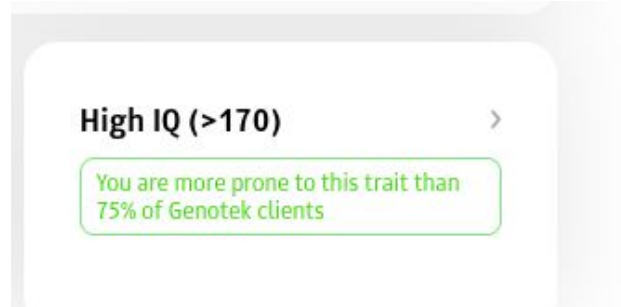 High IQ (>170)
You are more prone to this trait than
75% of Genotek clients